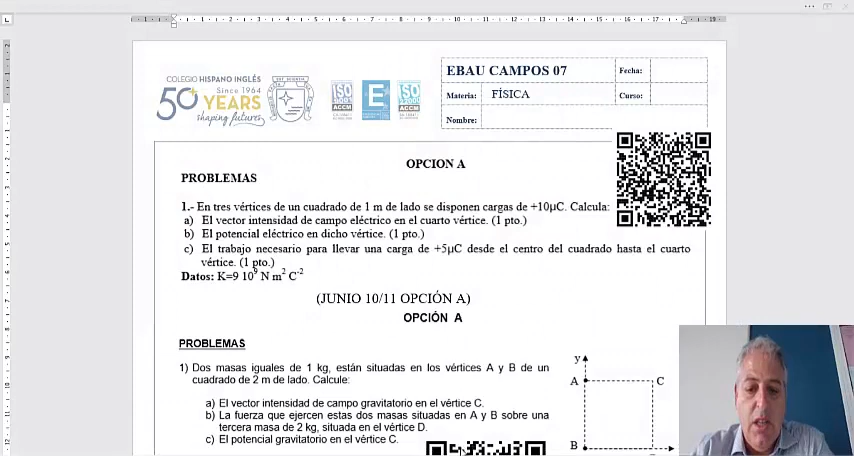 COLEGIO HISPANO INGLÉS
Since 1964
50 YEARS
shaping futures
ISO
9001
ACCM
E
ISO
ACCM
EBAU CAMPOS 07
Fecha:
Materia: FÍSICA
Curso:
Nombre:
OPCION A
PROBLEMAS
1.- En tres vértices de un cuadrado de 1 m de lado se disponen cargas de +10µC. Calcula:
a) El vector intensidad de campo eléctrico en el cuarto vértice. (1 pto.)
b) El potencial eléctrico en dicho vértice. (1 pto.)
c) El trabajo necesario para llevar una carga de +5µC desde el centro del cuadrado hasta el cuarto
vértice. (1 pto.)
Datos: K=9 10⁹ N m² C⁻²
(JUNIO 10/11 OPCIÓN A)
OPCIÓN A
PROBLEMAS
1) Dos masas iguales de 1 kg, están situadas en los vértices A y B de un
cuadrado de 2 m de lado. Calcule:
a) El vector intensidad de campo gravitatorio en el vértice C.
b) La fuerza que ejercen estas dos masas situadas en A y B sobre una
tercera masa de 2 kg, situada en el vértice D.
c) El potencial gravitatorio en el vértice C.
y
A
C
B